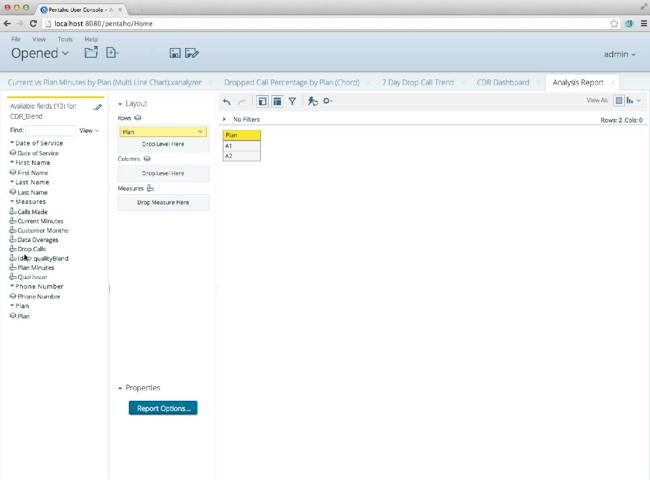 Pentaho User Console - A
localhost:8080/pentaho/Home
File View Tools Help
Opened
admin
Current vs Plan Minutes by Plan (Multi Line Chart).xanalyzer
Dropped Call Percentage by Plan (Chord)
7 Day Drop Call Trend
CDR Dashboard
Analysis Report
Available fields (13) for:
CDR_Blend
Find:
View
Date of Service
Date of Service
First Name
First Name
Last Name
Last Name
Measures
Calls Made
Current Minutes
Customer Months
Data Overages
Drop Calls
qualityBlend
Plan Minutes
Qual Issue
Phone Number
Phone Number
Plan
Plan
Layout
Rows
Plan
Drop Level Here
Columns
Drop Level Here
Measures
Drop Measure Here
Properties
Report Options...
View As:
No Filters
Rows: 2 Cols: 0
Plan
A1
A2